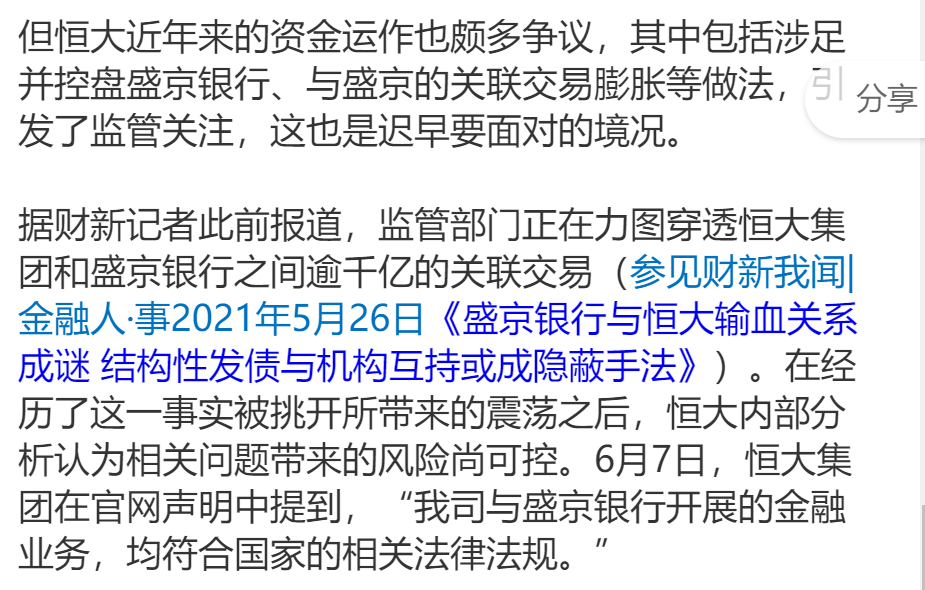 但恒大近年来的资金运作也颇多争议，其中包括涉足
并控盘盛京银行、与盛京的关联交易膨胀等做法，引
分享
发了监管关注，这也是迟早要面对的境况。
据财新记者此前报道，监管部门正在力图穿透恒大集
团和盛京银行之间逾千亿的关联交易（参见财新我闻|
金融人·事2021年5月26日《盛京银行与恒大输血关系
成谜 结构性发债与机构互持或成隐蔽手法》）。在经
历了这一事实被挑开所带来的震荡之后，恒大内部分
析认为相关问题带来的风险尚可控。6月7日，恒大集
团在官网声明中提到，“我司与盛京银行开展的金融
业务，均符合国家的相关法律法规。”